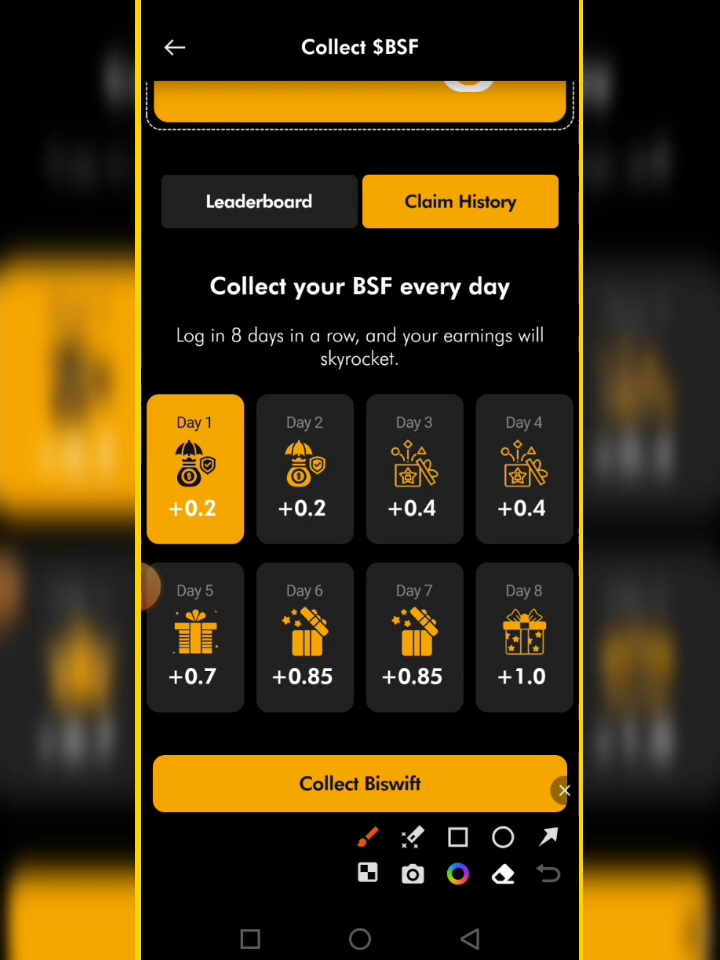 Collect $BSF
Leaderboard
Claim History
Collect your BSF every day
Log in 8 days in a row, and your earnings will
skyrocket.
Day 1
Day 2
Day 3
Day 4
+0.2
+0.2
+0.4
+0.4
Day 5
Day 6
Day 7
Day 8
+0.7
+0.85
+0.85
+1.0
Collect Biswift